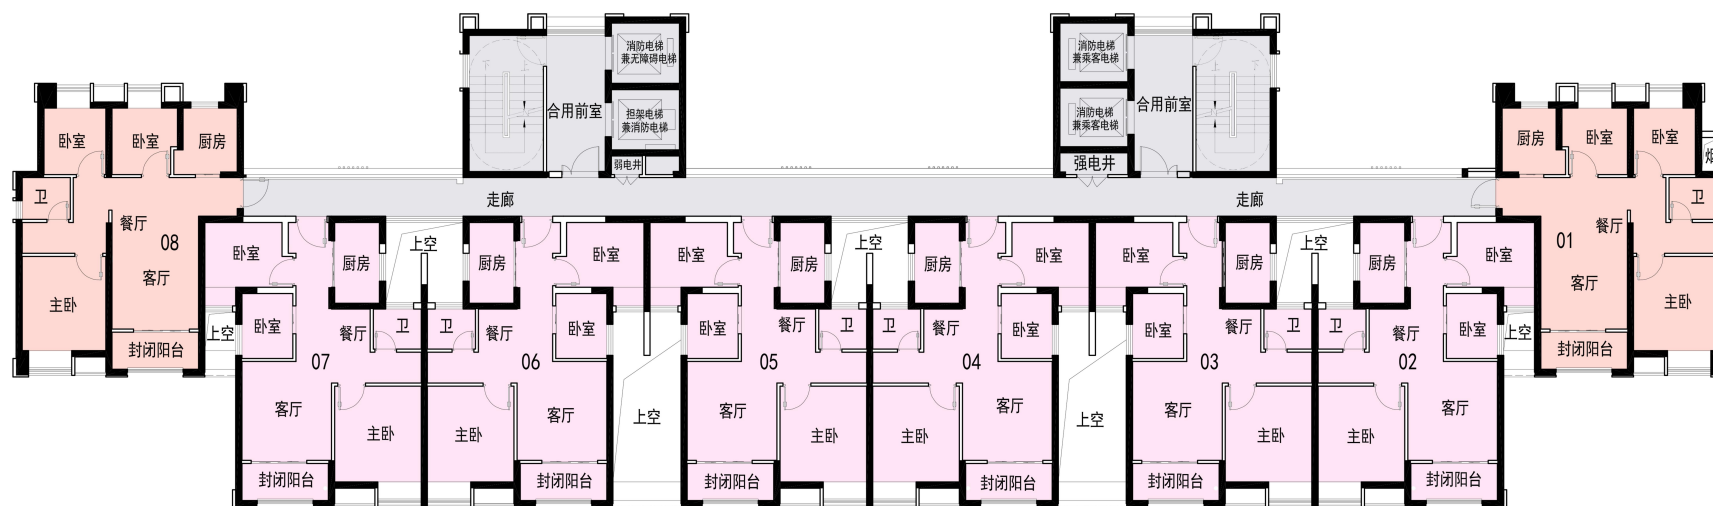 消防电梯
兼无障碍电梯
担架电梯
兼消防电梯
合用前室
弱电井
下
上
消防电梯
兼乘客电梯
消防电梯
兼乘客电梯
合用前室
强电井
上
下
走廊
走廊
卧室
卧室
厨房
卫
餐厅
08
客厅
主卧
封闭阳台
上空
卧室
厨房
卧室
餐厅
卫
07
客厅
主卧
封闭阳台
上空
厨房
卧室
卫
餐厅
卧室
06
客厅
主卧
封闭阳台
上空
卧室
厨房
卧室
餐厅
卫
05
客厅
主卧
封闭阳台
上空
厨房
卧室
卫
餐厅
卧室
04
客厅
主卧
封闭阳台
上空
卧室
厨房
卧室
餐厅
卫
03
客厅
主卧
封闭阳台
上空
厨房
卧室
卫
餐厅
卧室
02
客厅
主卧
封闭阳台
上空
厨房
卧室
卧室
卫
餐厅
01
客厅
主卧
封闭阳台